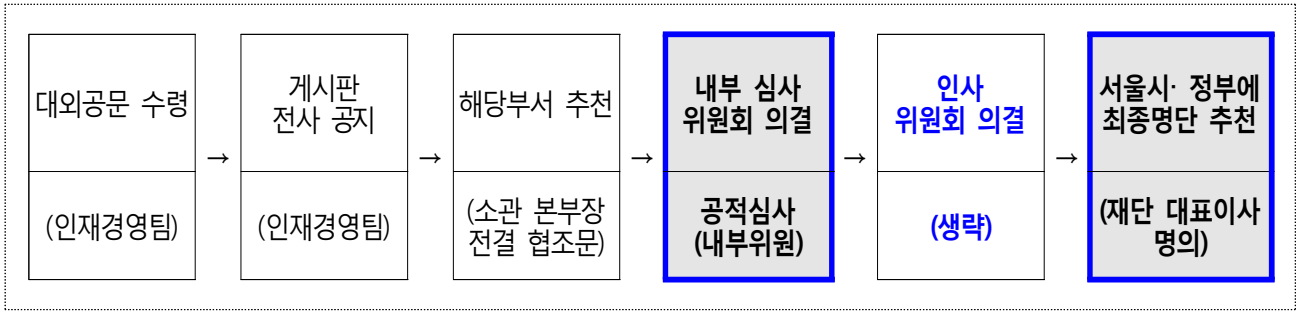 대외공문 수령
(인재경영팀)
→
게시판
전사 공지
(인재경영팀)
→
해당부서 추천
(소관 본부장
전결 협조문)
→
내부 심사
위원회 의결
공적심사
(내부위원)
→
인사
위원회 의결
(생략)
→
서울시· 정부에
최종명단 추천
(재단 대표이사
명의)